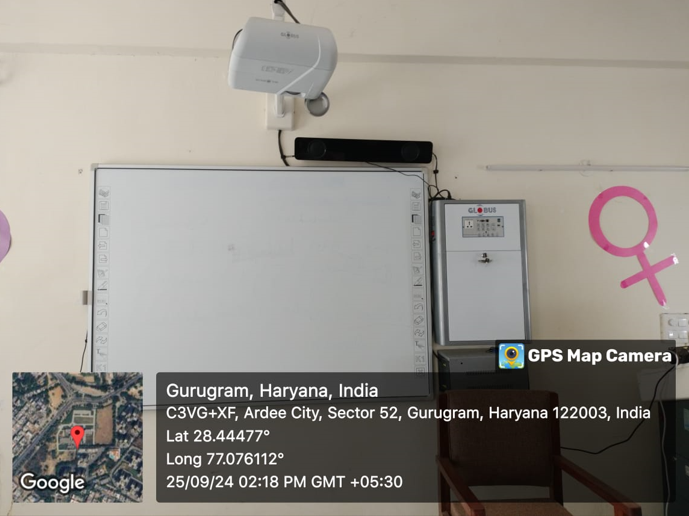 GLOBUS
GPS Map Camera
Gurugram, Haryana, India
C3VG+XF, Ardee City, Sector 52, Gurugram, Haryana 122003, India
Lat 28.44477°
Long 77.076112°
25/09/24 02:18 PM GMT +05:30
Google